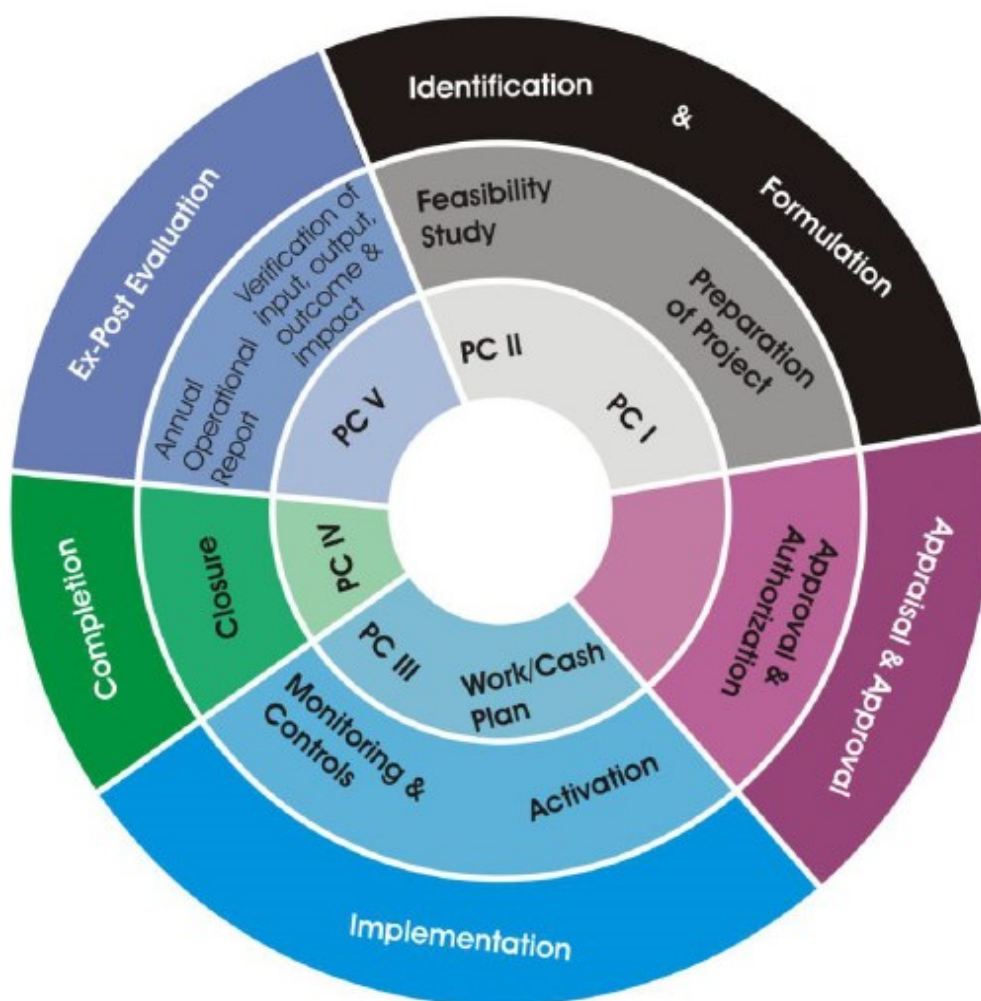 Identification & Formulation
Feasibility
Study
Preparation
of Project
PC II
PC I
Appraisal & Approval
Approval &
Authorization
Implementation
Activation
Monitoring &
Controls
Work/Cash
Plan
PC III
Completion
Closure
PC IV
Ex-Post Evaluation
Verification of
input, output,
outcome &
impact
Annual
Operational
Report
PC V